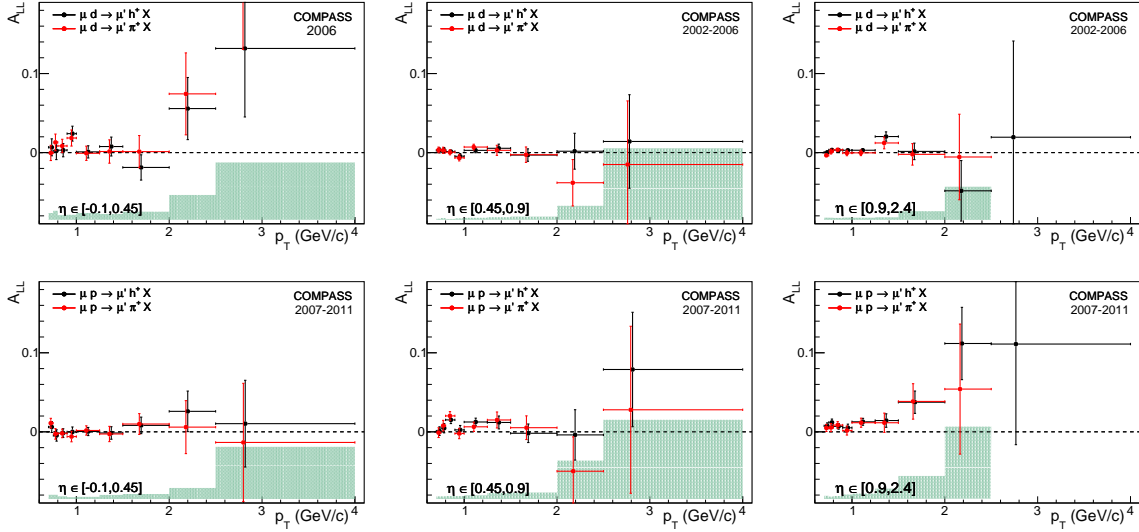 A_LL
μ d → μ' h⁺ X
μ d → μ' π⁺ X
COMPASS
2006
0.1
0
η ∈ [-0.1,0.45]
1 2 3 4
p_T (GeV/c)
A_LL
μ d → μ' h⁺ X
μ d → μ' π⁺ X
COMPASS
2002-2006
0.1
0
η ∈ [0.45,0.9]
1 2 3 4
p_T (GeV/c)
A_LL
μ d → μ' h⁺ X
μ d → μ' π⁺ X
COMPASS
2002-2006
0.1
0
η ∈ [0.9,2.4]
1 2 3 4
p_T (GeV/c)
A_LL
μ p → μ' h⁺ X
μ p → μ' π⁺ X
COMPASS
2007-2011
0.1
0
η ∈ [-0.1,0.45]
1 2 3 4
p_T (GeV/c)
A_LL
μ p → μ' h⁺ X
μ p → μ' π⁺ X
COMPASS
2007-2011
0.1
0
η ∈ [0.45,0.9]
1 2 3 4
p_T (GeV/c)
A_LL
μ p → μ' h⁺ X
μ p → μ' π⁺ X
COMPASS
2007-2011
0.1
0
η ∈ [0.9,2.4]
1 2 3 4
p_T (GeV/c)